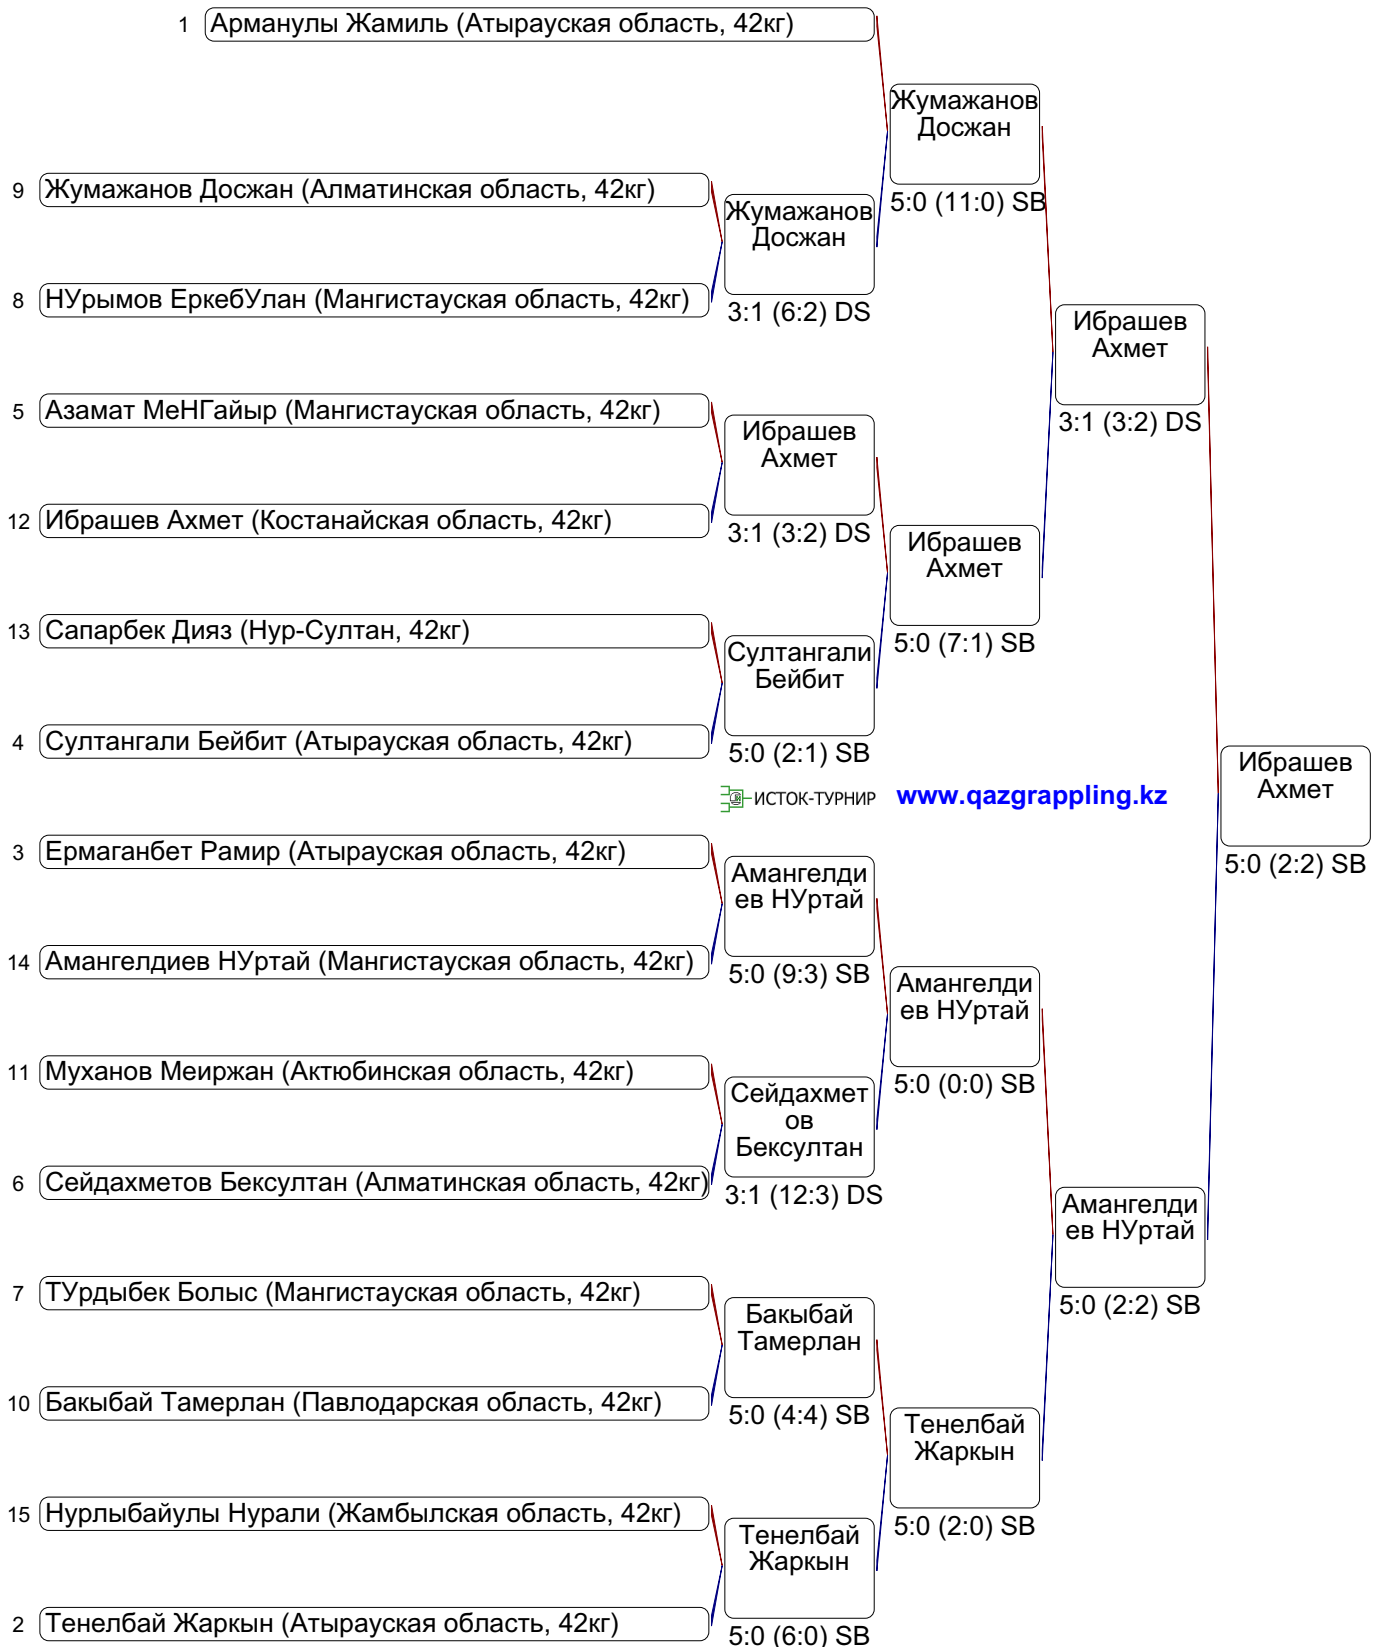 1 Арманулы Жамиль (Атырауская область, 42кг)
Жумажанов
Досжан
5:0 (11:0) SB
9 Жумажанов Досжан (Алматинская область, 42кг)
Жумажанов
Досжан
3:1 (6:2) DS
8 НУрымов ЕркебУлан (Мангистауская область, 42кг)
Ибрашев
Ахмет
3:1 (3:2) DS
5 Азамат МеНГайыр (Мангистауская область, 42кг)
Ибрашев
Ахмет
3:1 (3:2) DS
12 Ибрашев Ахмет (Костанайская область, 42кг)
Ибрашев
Ахмет
5:0 (7:1) SB
13 Сапарбек Дияз (Нур-Султан, 42кг)
Султангали
Бейбит
5:0 (2:1) SB
4 Султангали Бейбит (Атырауская область, 42кг)
Ибрашев
Ахмет
5:0 (2:2) SB
ИСТОК-ТУРНИР www.qazgrappling.kz
3 Ермаганбет Рамир (Атырауская область, 42кг)
Амангелди
ев НУртай
5:0 (9:3) SB
14 Амангелдиев НУртай (Мангистауская область, 42кг)
Амангелди
ев НУртай
5:0 (0:0) SB
11 Муханов Меиржан (Актюбинская область, 42кг)
Сейдахмет
ов
Бексултан
3:1 (12:3) DS
6 Сейдахметов Бексултан (Алматинская область, 42кг)
Амангелди
ев НУртай
5:0 (2:2) SB
7 ТУрдыбек Болыс (Мангистауская область, 42кг)
Бакыбай
Тамерлан
5:0 (4:4) SB
10 Бакыбай Тамерлан (Павлодарская область, 42кг)
Тенелбай
Жаркын
5:0 (2:0) SB
15 Нурлыбайулы Нурали (Жамбылская область, 42кг)
Тенелбай
Жаркын
5:0 (6:0) SB
2 Тенелбай Жаркын (Атырауская область, 42кг)